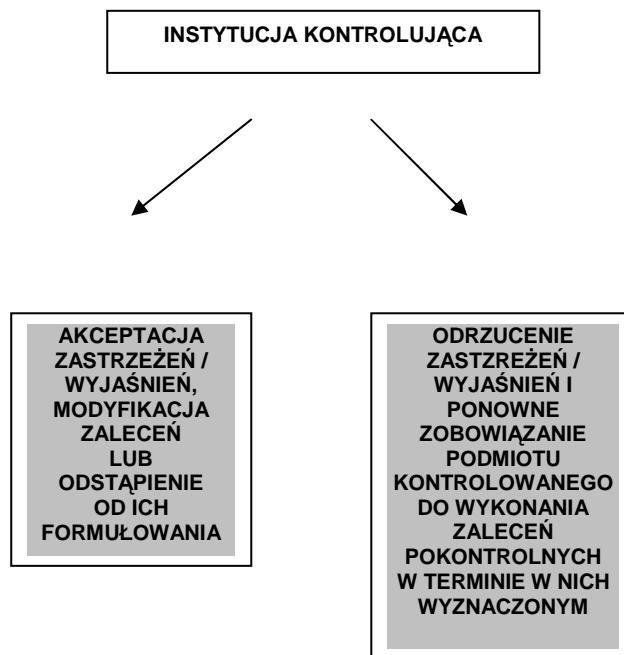 INSTYTUCJA KONTROLUJĄCA
AKCEPTACJA
ZASTRZEŻEŃ /
WYJAŚNIEŃ,
MODYFIKACJA
ZALECEŃ
LUB
ODSTĄPIENIE
OD ICH
FORMUŁOWANIA
ODRZUCENIE
ZASTZREŻEŃ /
WYJAŚNIEŃ I
PONOWNE
ZOBOWIĄZANIE
PODMIOTU
KONTROLOWANEGO
DO WYKONANIA
ZALECEŃ
POKONTROLNYCH
W TERMINIE W NICH
WYZNACZONYM